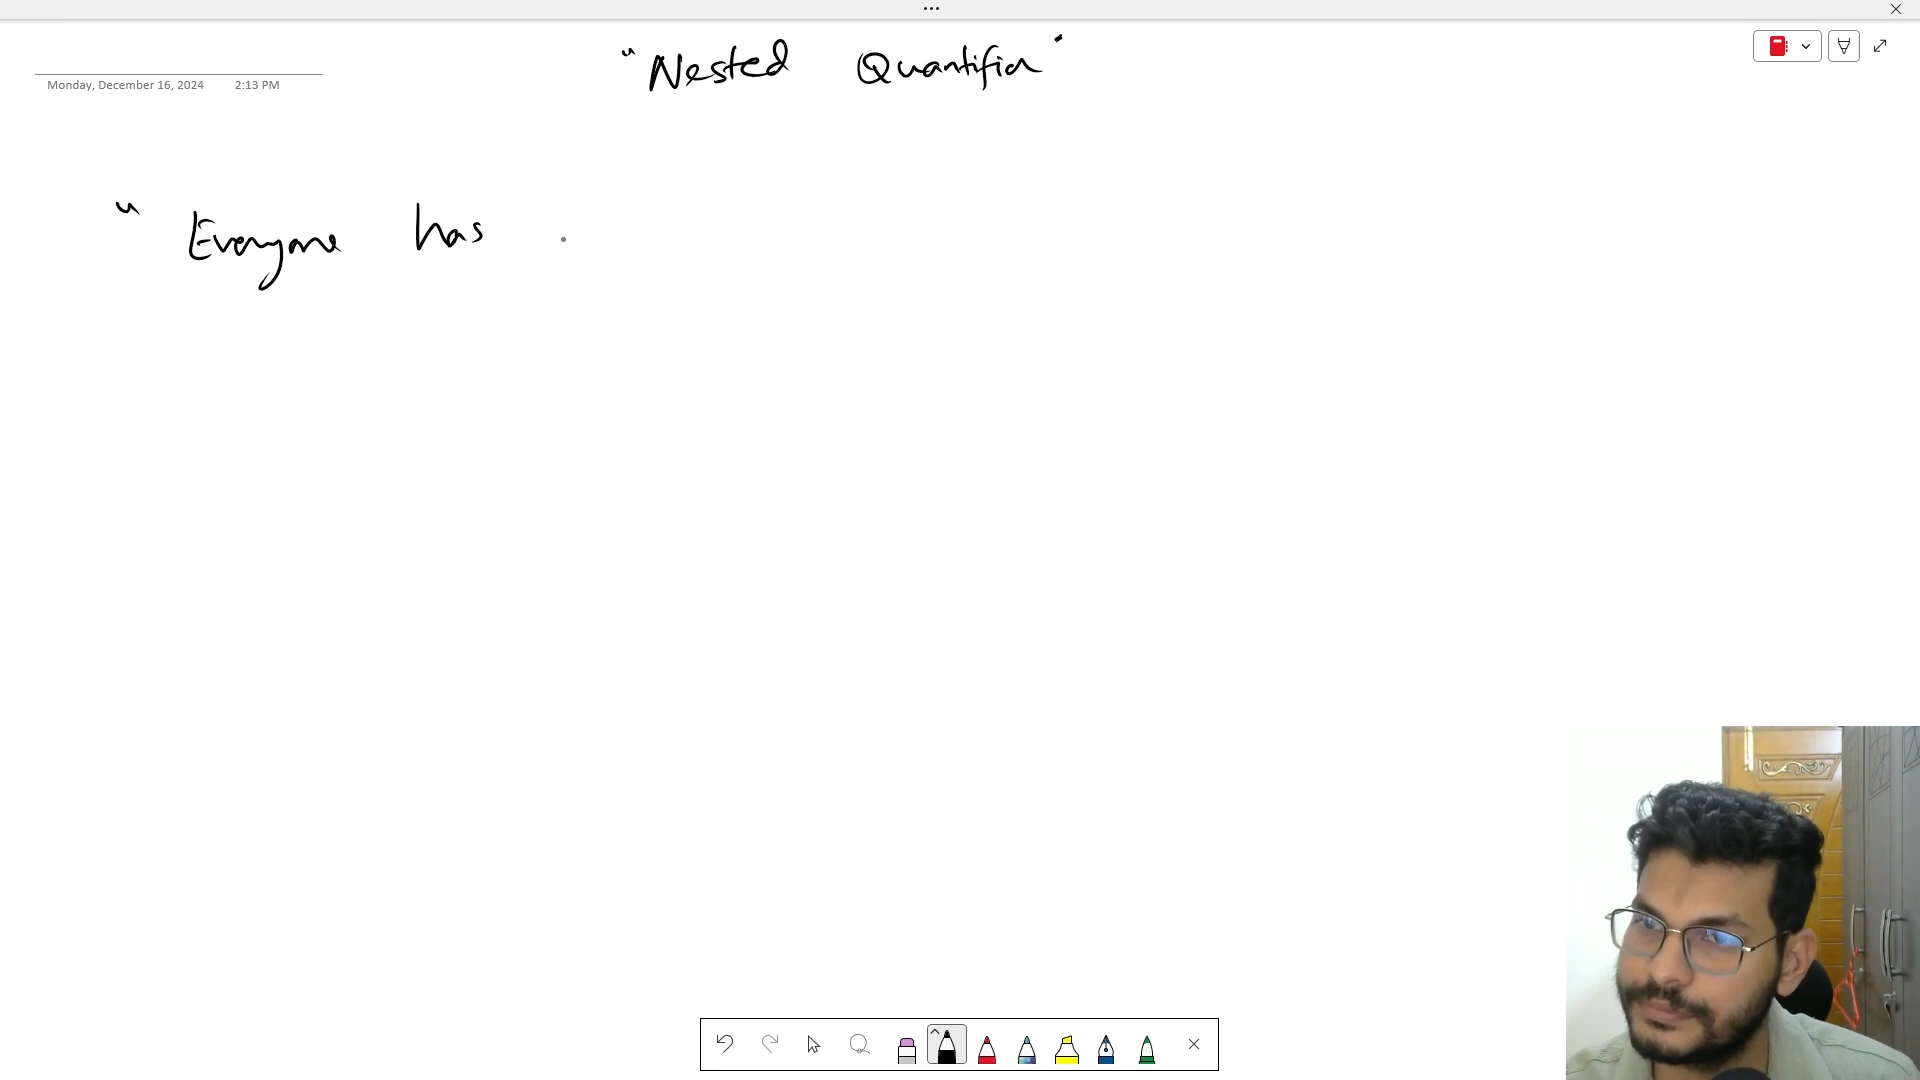 "Nested Quantifier"
Monday, December 16, 2024 2:13 PM
" Everyone has